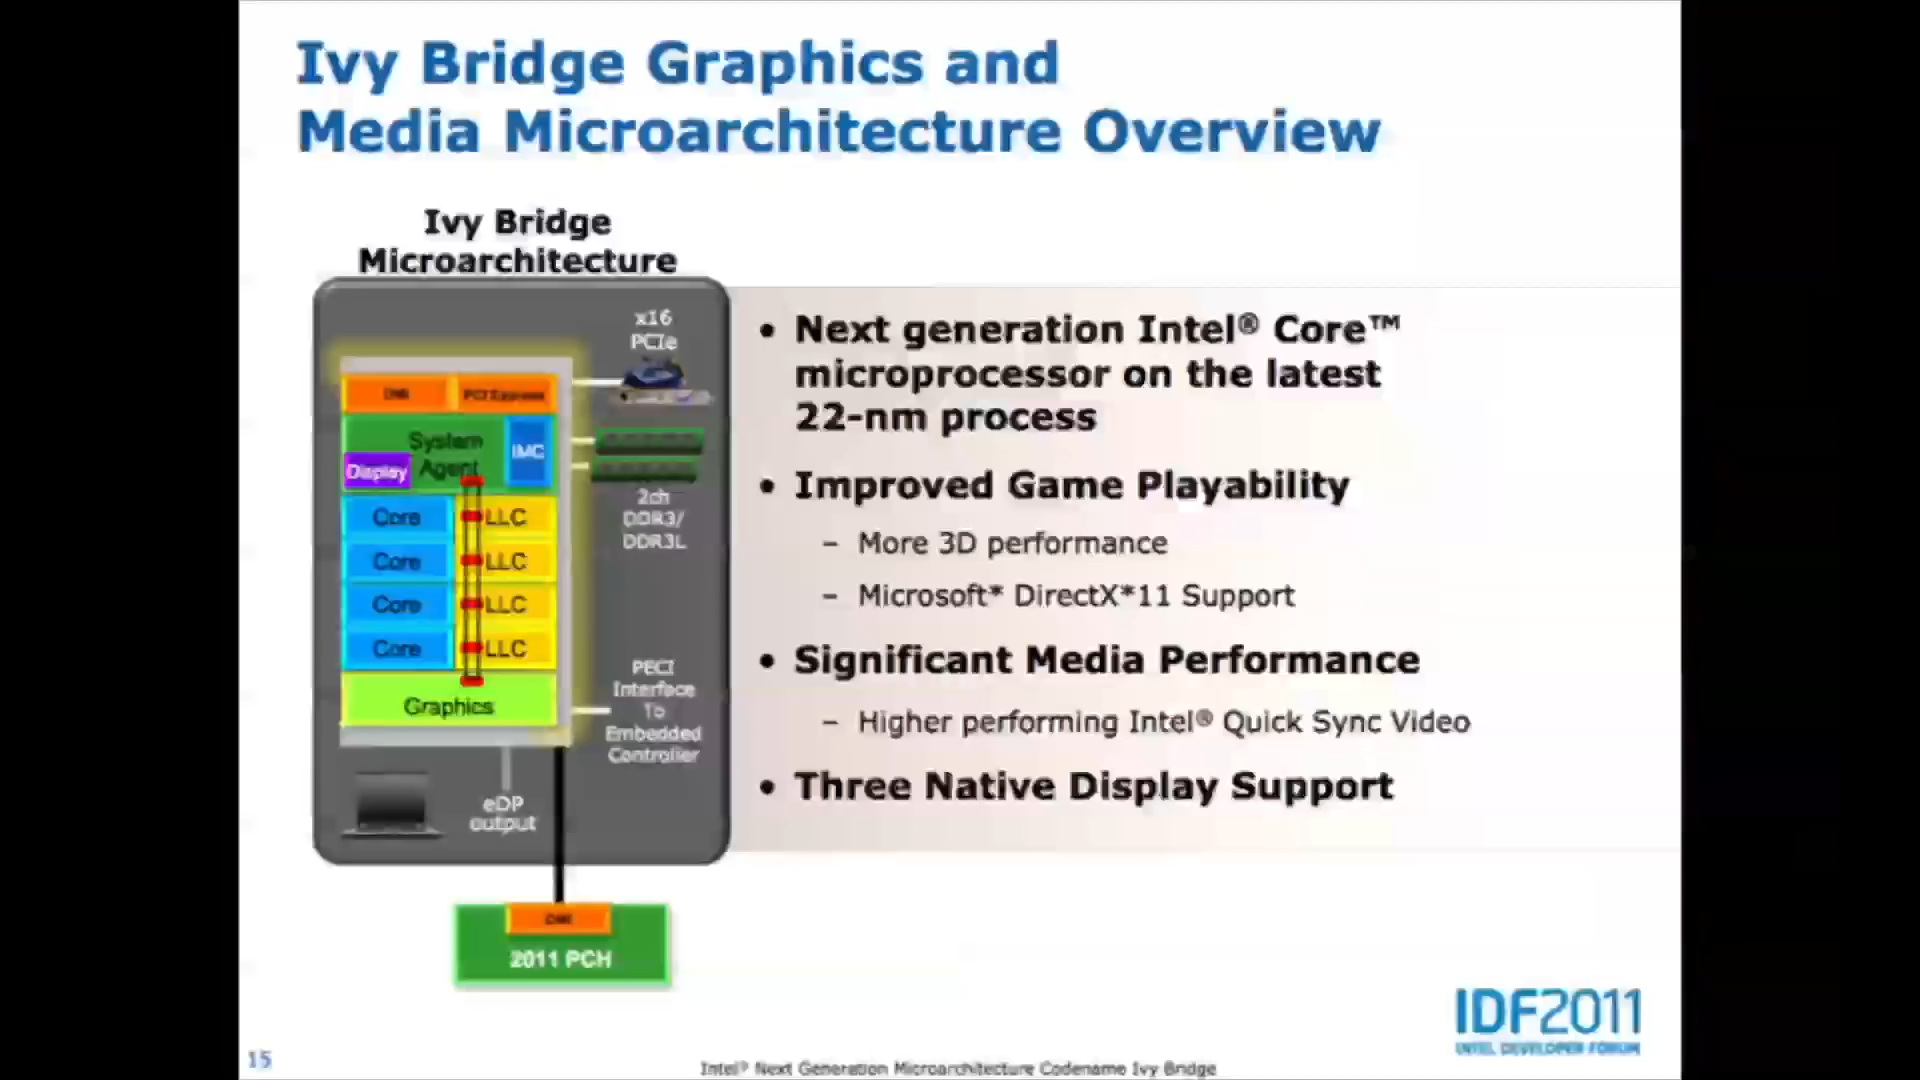 Ivy Bridge Graphics and
Media Microarchitecture Overview
Ivy Bridge
Microarchitecture
x16
PCIe
DMI
PCI Express
System
Agent
IMC
Display
2ch
DDR3/
DDR3L
Core
LLC
Core
LLC
Core
LLC
Core
LLC
Graphics
PECI
Interface
To
Embedded
Controller
eDP
output
DMI
2011 PCH
• Next generation Intel® Core™
microprocessor on the latest
22-nm process
• Improved Game Playability
– More 3D performance
– Microsoft* DirectX*11 Support
• Significant Media Performance
– Higher performing Intel® Quick Sync Video
• Three Native Display Support
IDF2011
INTEL DEVELOPER FORUM
15
Intel® Next Generation Microarchitecture Codename Ivy Bridge